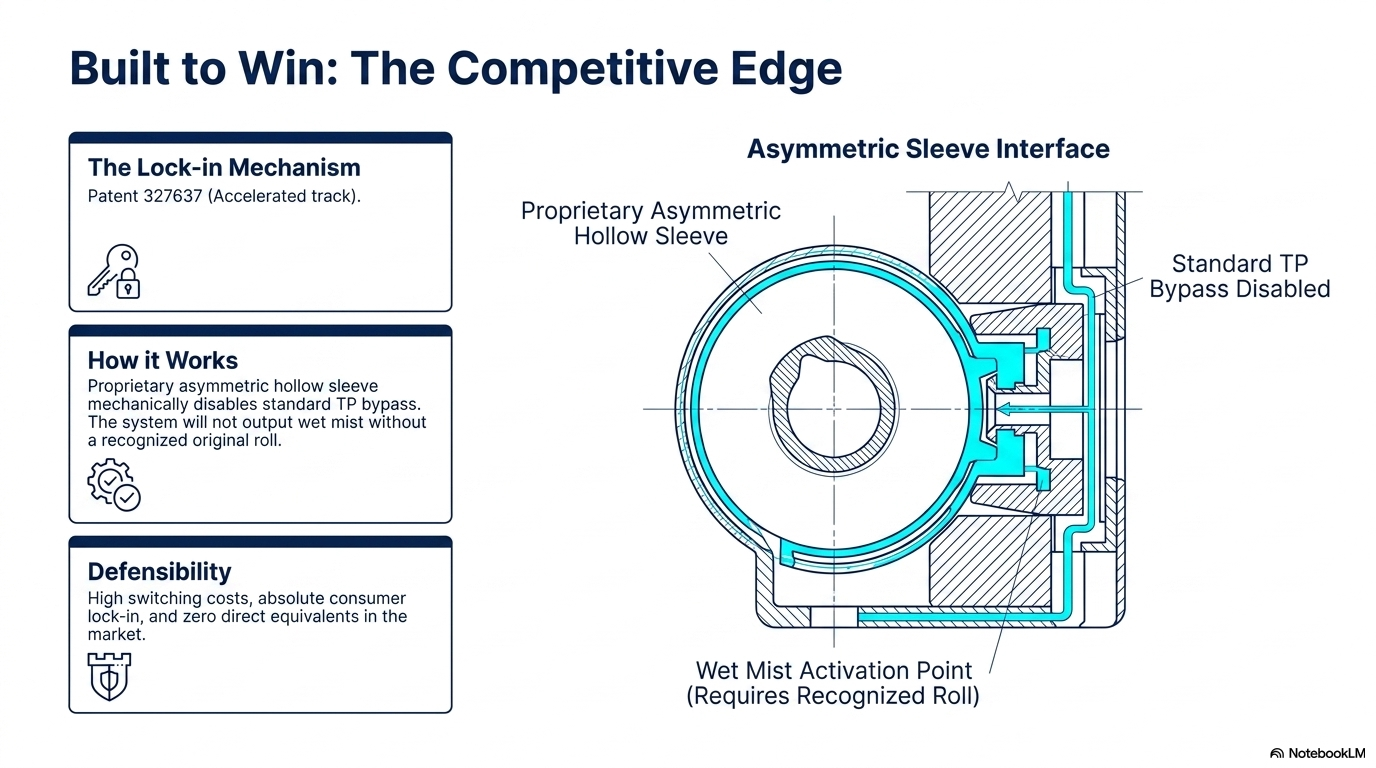 Built to Win: The Competitive Edge
The Lock-in Mechanism
Patent 327637 (Accelerated track).
How it Works
Proprietary asymmetric hollow sleeve
mechanically disables standard TP bypass.
The system will not output wet mist without
a recognized original roll.
Defensibility
High switching costs, absolute consumer
lock-in, and zero direct equivalents in the
market.
Asymmetric Sleeve Interface
Proprietary Asymmetric
Hollow Sleeve
Standard TP
Bypass Disabled
Wet Mist Activation Point
(Requires Recognized Roll)
NotebookLM